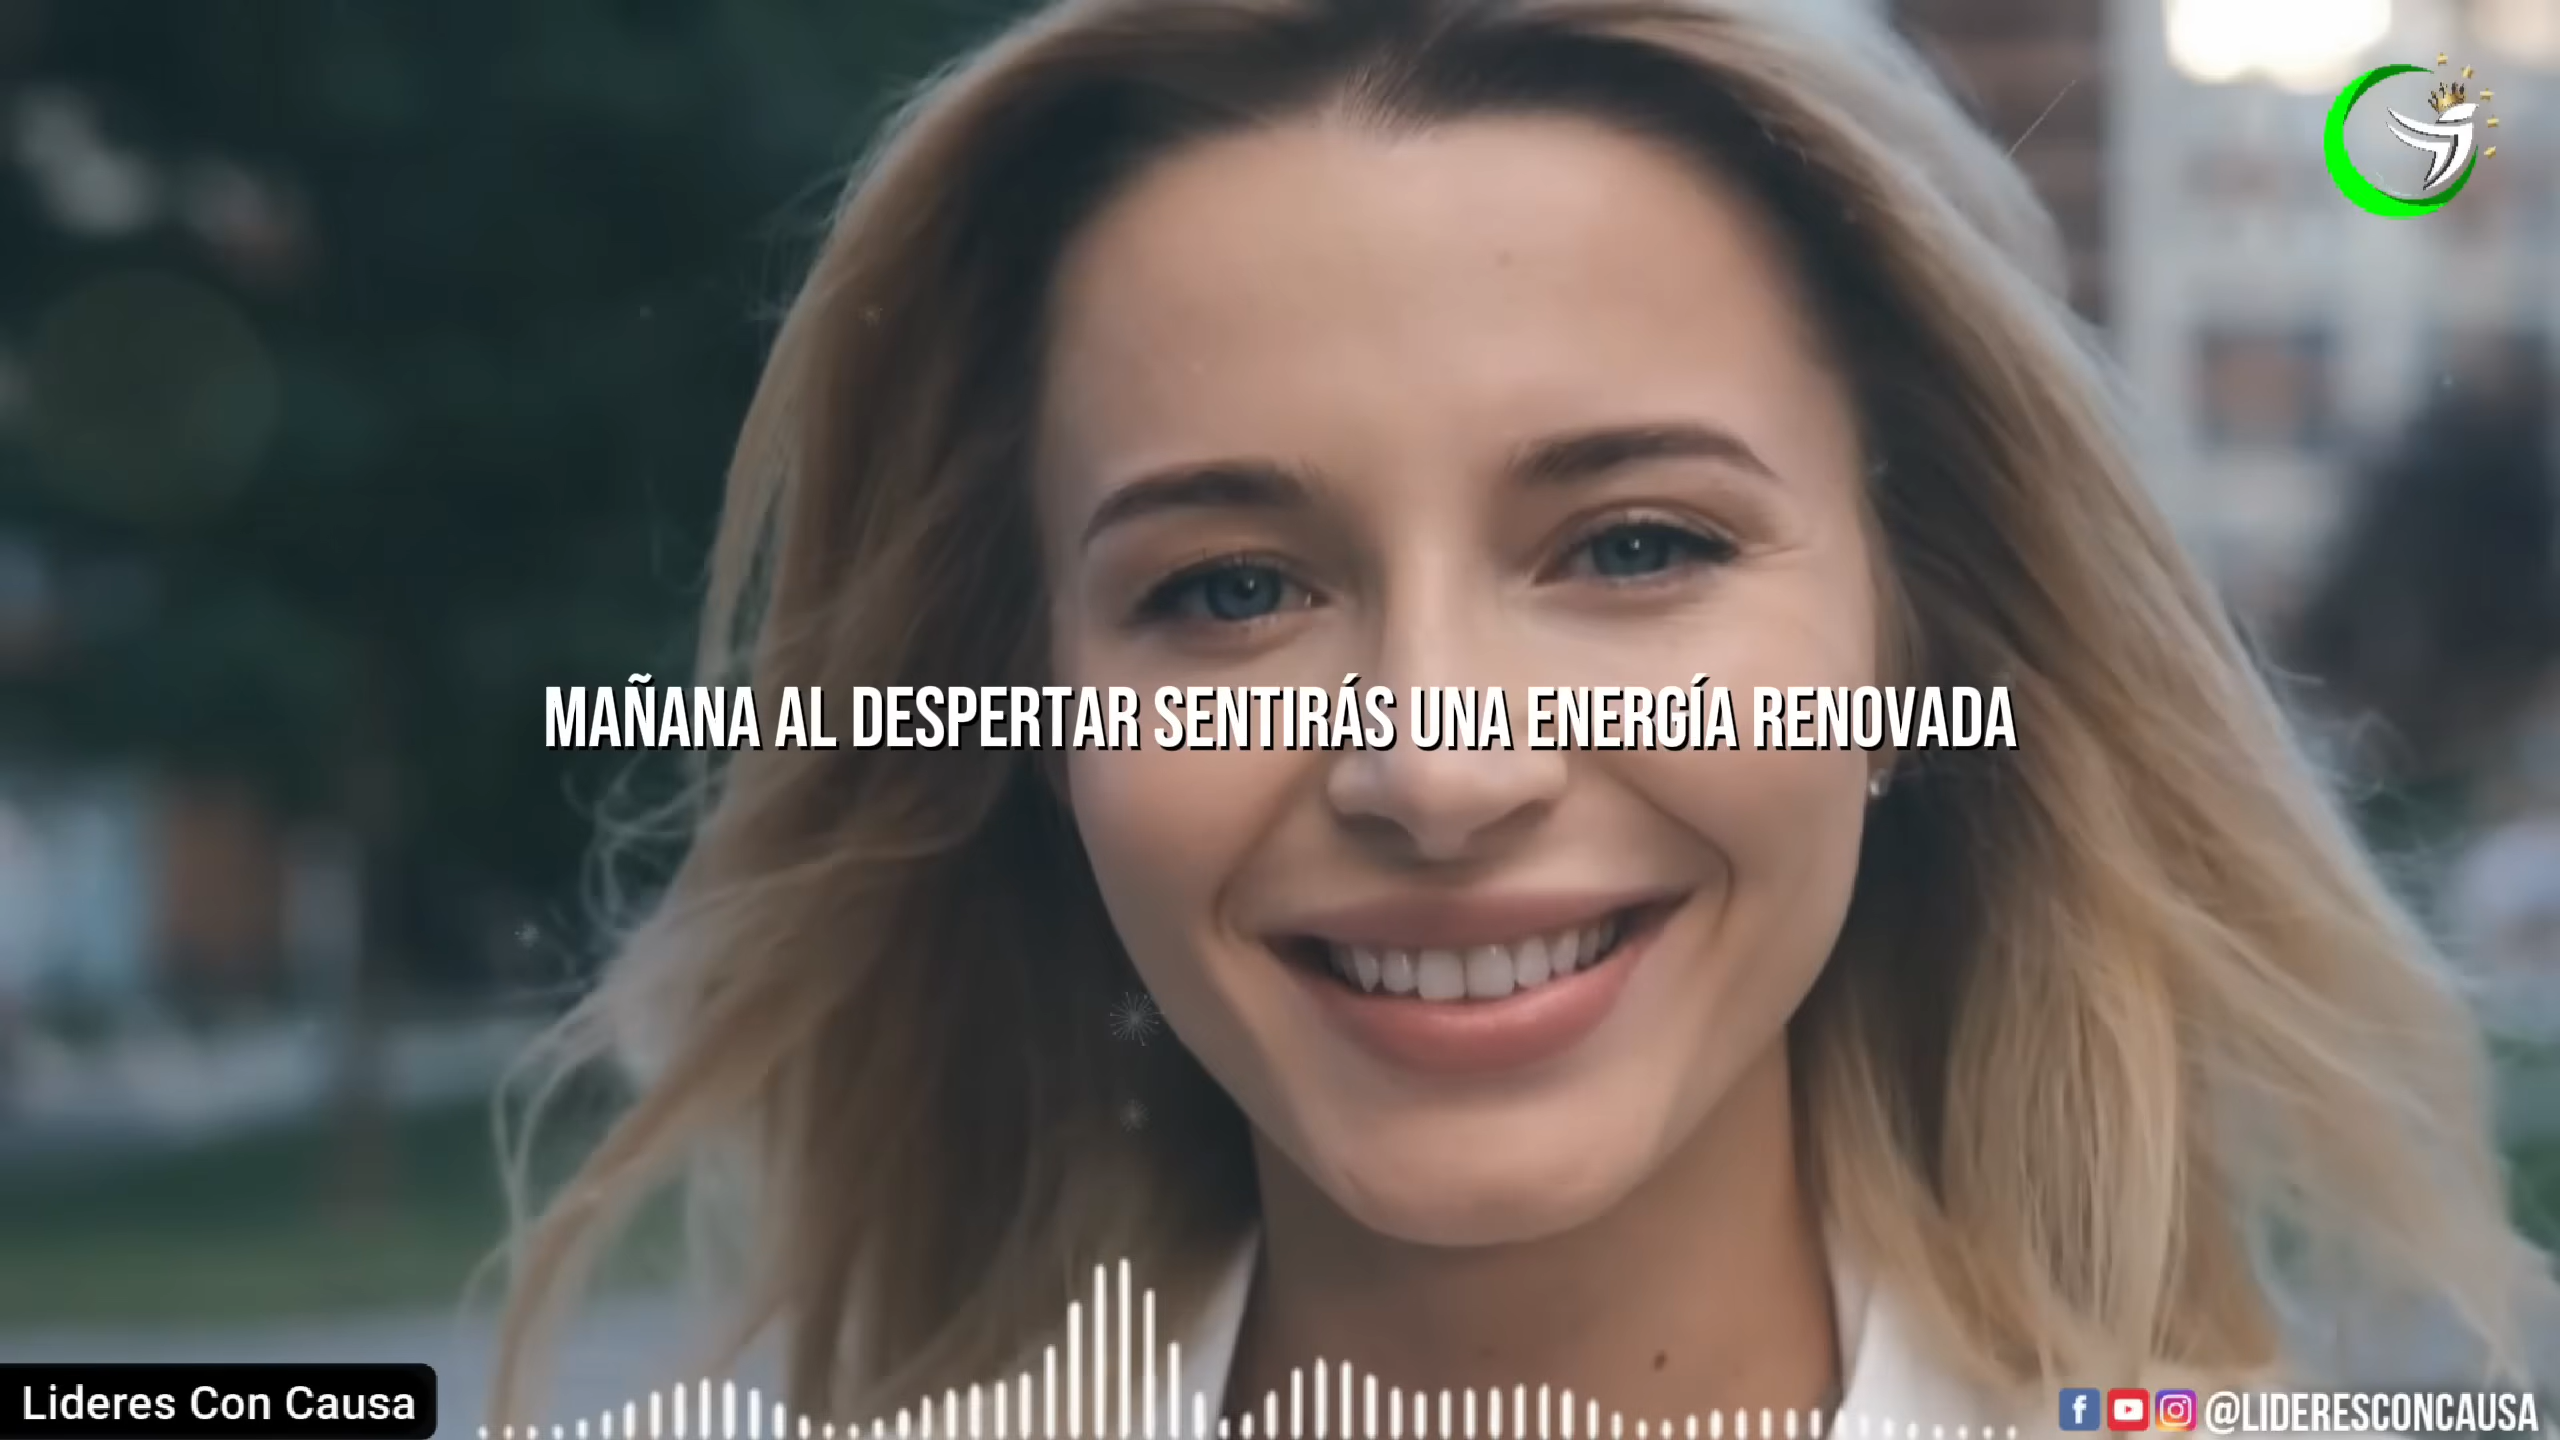 MAÑANA AL DESPERTAR SENTIRÁS UNA ENERGÍA RENOVADA
Lideres Con Causa
@LIDERESCONCAUSA